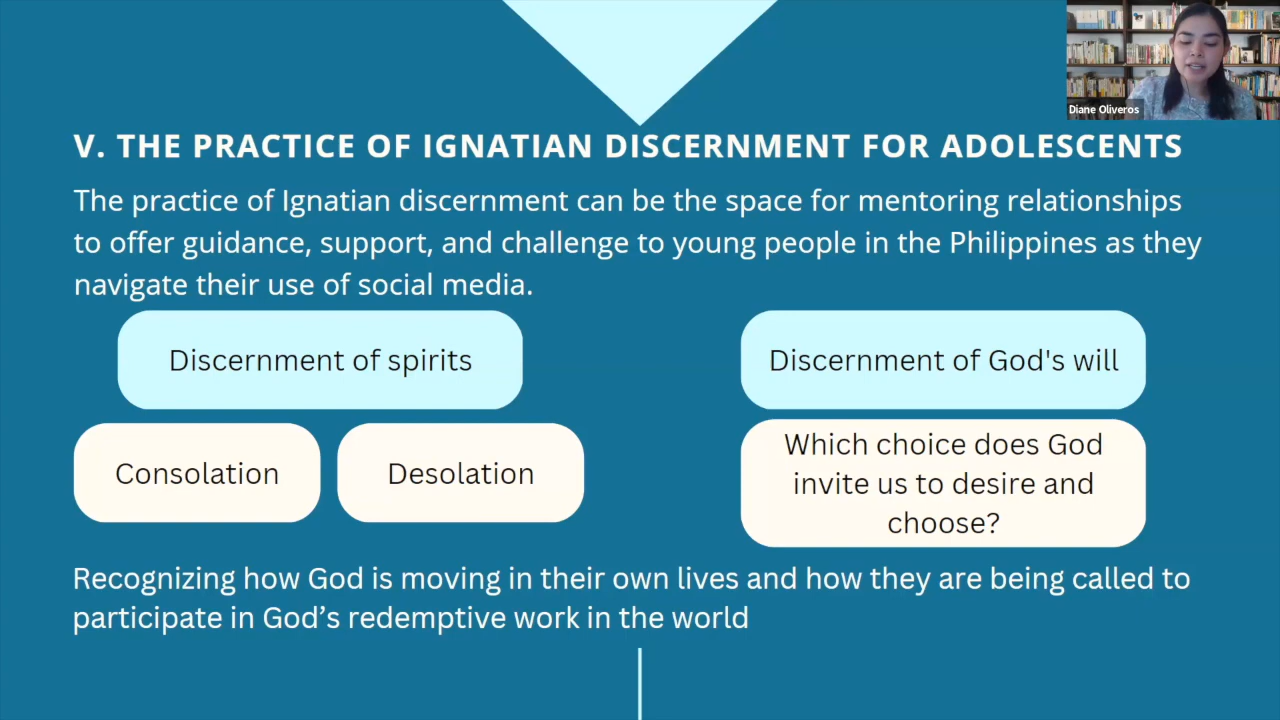 Diane Oliveros
V. THE PRACTICE OF IGNATIAN DISCERNMENT FOR ADOLESCENTS
The practice of Ignatian discernment can be the space for mentoring relationships
to offer guidance, support, and challenge to young people in the Philippines as they
navigate their use of social media.
Discernment of spirits
Consolation
Desolation
Discernment of God's will
Which choice does God
invite us to desire and
choose?
Recognizing how God is moving in their own lives and how they are being called to
participate in God’s redemptive work in the world